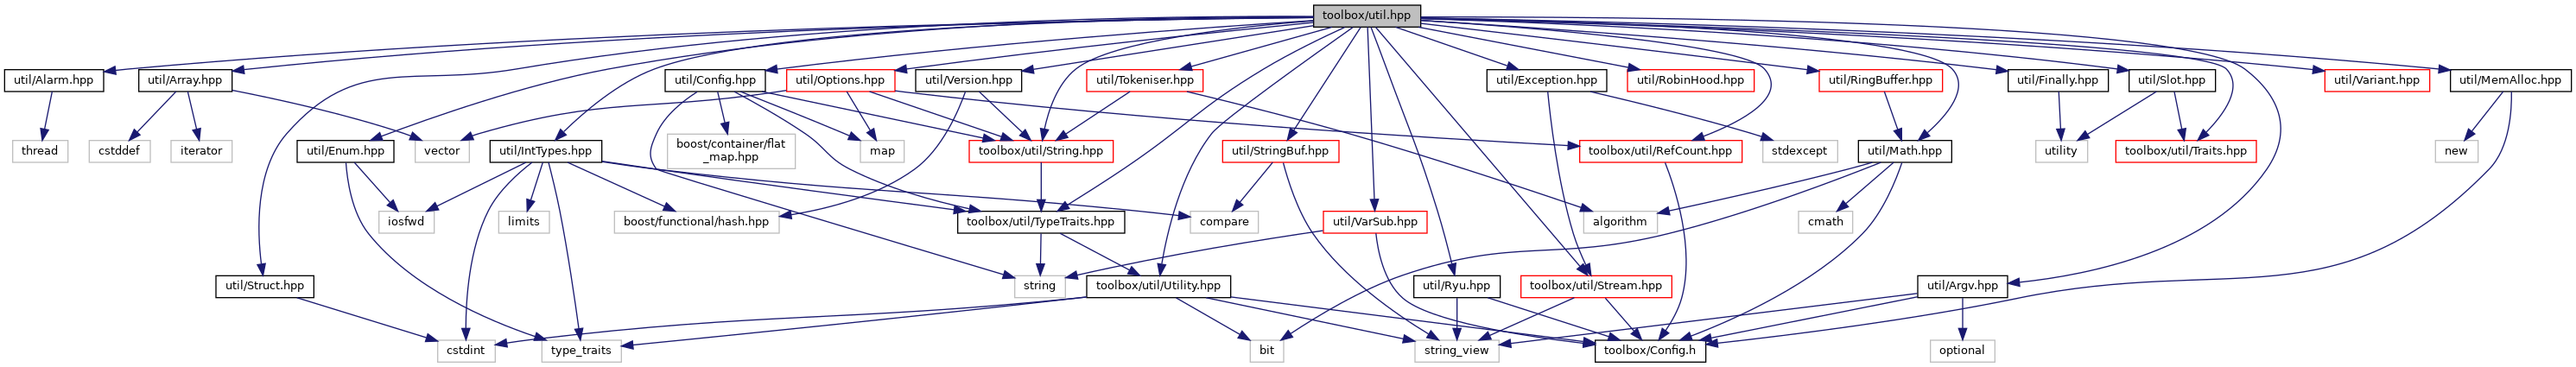 toolbox/util.hpp
util/Alarm.hpp
util/Array.hpp
util/Config.hpp
util/Options.hpp
util/Version.hpp
util/Tokeniser.hpp
util/Exception.hpp
util/RobinHood.hpp
util/RingBuffer.hpp
util/Finally.hpp
util/Slot.hpp
util/Variant.hpp
util/MemAlloc.hpp
thread
cstddef
iterator
util/Enum.hpp
vector
util/IntTypes.hpp
boost/container/flat
_map.hpp
map
toolbox/util/String.hpp
util/StringBuf.hpp
toolbox/util/RefCount.hpp
stdexcept
util/Math.hpp
utility
toolbox/util/Traits.hpp
new
iosfwd
limits
boost/functional/hash.hpp
toolbox/util/TypeTraits.hpp
compare
util/VarSub.hpp
algorithm
cmath
util/Struct.hpp
string
toolbox/util/Utility.hpp
util/Ryu.hpp
toolbox/util/Stream.hpp
util/Argv.hpp
cstdint
type_traits
bit
string_view
toolbox/Config.h
optional